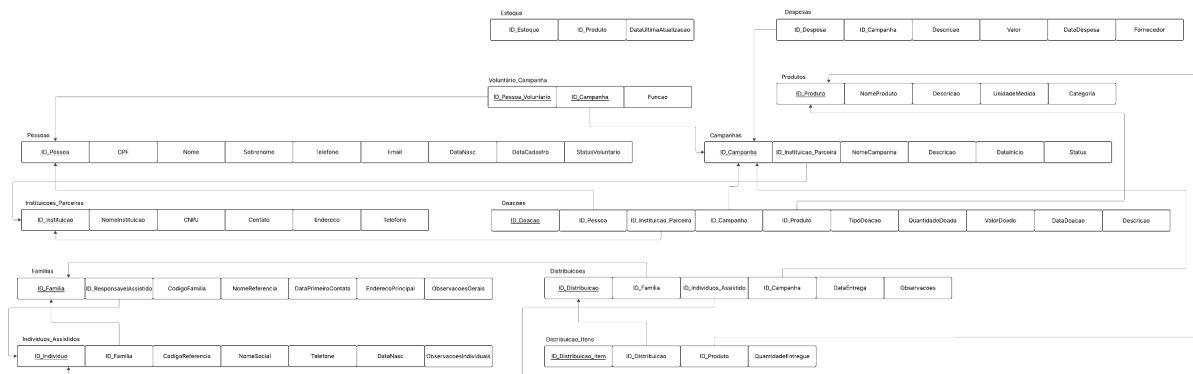 Estoque
ID_Estoque ID_Produto DataUltimaAtualizacao
Despesas
ID_Despesa ID_Campanha Descricao Valor DataDespesa Fornecedor
Voluntário_Campanha
ID_Pessoa_Voluntario ID_Campanha Funcao
Produtos
ID_Produto NomeProduto Descricao UnidadeMedida Categoria
Pessoas
ID_Pessoa CPF Nome Sobrenome Telefone Email DataNasc DataCadastro StatusVoluntario
Campanhas
ID_Campanha ID_Instituicao_Parceira NomeCampanha Descricao DataInicio Status
Instituicoes_Parceiras
ID_Instituicao NomeInstituicao CNPJ Contato Endereco Telefone
Doacoes
ID_Doacao ID_Pessoa ID_Instituicao_Parceira ID_Campanha ID_Produto TipoDoacao QuantidadeDoada ValorDoado DataDoacao Descricao
Familias
ID_Familia ID_ResponsavelAssistido CodigoFamilia NomeReferencia DataPrimeiroContato EnderecoPrincipal ObservacoesGerais
Distribuicoes
ID_Distribuicao ID_Familia ID_Individuos_Assistido ID_Campanha DataEntrega Observacoes
Individuos_Assistidos
ID_Individuo ID_Familia CodigoReferencia NomeSocial Telefone DataNasc ObservacoesIndividuais
Distribuicao_Itens
ID_Distribuicao_Item ID_Distribuicao ID_Produto QuantidadeEntregue